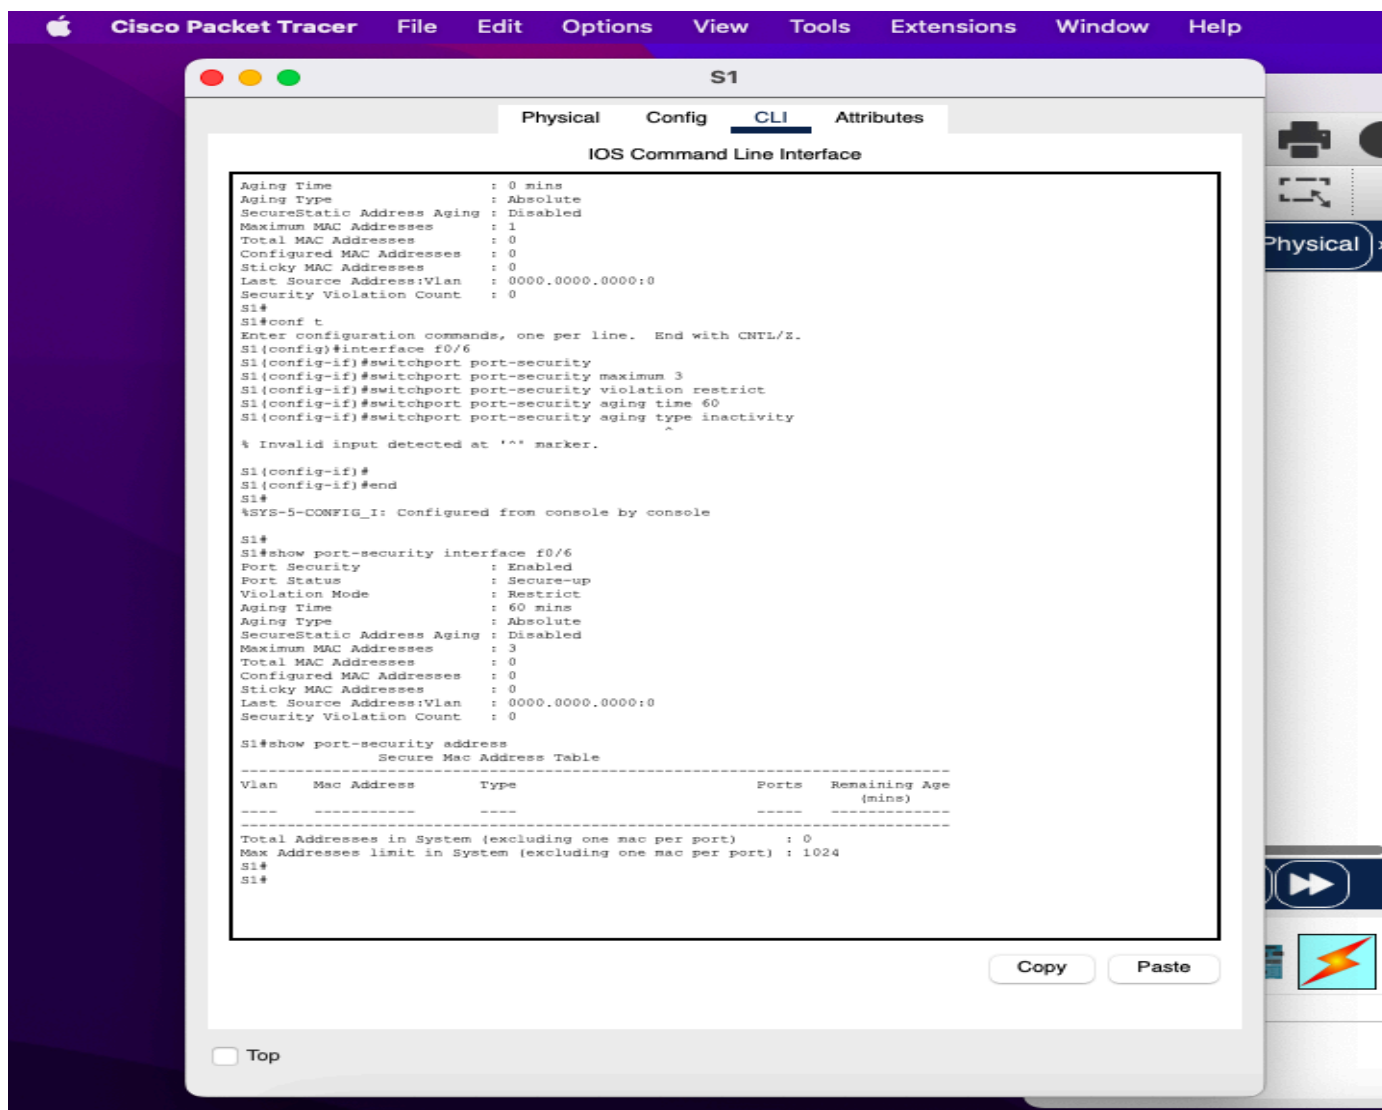 Cisco Packet Tracer File Edit Options View Tools Extensions Window Help
S1
Physical Config CLI Attributes
IOS Command Line Interface
Aging Time : 0 mins
Aging Type : Absolute
SecureStatic Address Aging : Disabled
Maximum MAC Addresses : 1
Total MAC Addresses : 0
Configured MAC Addresses : 0
Sticky MAC Addresses : 0
Last Source Address:Vlan : 0000.0000.0000:0
Security Violation Count : 0
S1#
S1#conf t
Enter configuration commands, one per line. End with CNTL/Z.
S1(config)#interface f0/6
S1(config-if)#switchport port-security
S1(config-if)#switchport port-security maximum 3
S1(config-if)#switchport port-security violation restrict
S1(config-if)#switchport port-security aging time 60
S1(config-if)#switchport port-security aging type inactivity
^
% Invalid input detected at '^' marker.
S1(config-if)#
S1(config-if)#end
S1#
%SYS-5-CONFIG_I: Configured from console by console
S1#
S1#show port-security interface f0/6
Port Security : Enabled
Port Status : Secure-up
Violation Mode : Restrict
Aging Time : 60 mins
Aging Type : Absolute
SecureStatic Address Aging : Disabled
Maximum MAC Addresses : 3
Total MAC Addresses : 0
Configured MAC Addresses : 0
Sticky MAC Addresses : 0
Last Source Address:Vlan : 0000.0000.0000:0
Security Violation Count : 0
S1#show port-security address
Secure Mac Address Table
-----------------------------------------------------------------------------
Vlan Mac Address Type Ports Remaining Age
(mins)
---- ----------- ---- ----- -------------
-----------------------------------------------------------------------------
Total Addresses in System (excluding one mac per port) : 0
Max Addresses limit in System (excluding one mac per port) : 1024
S1#
S1#
Copy Paste
Top
Physical